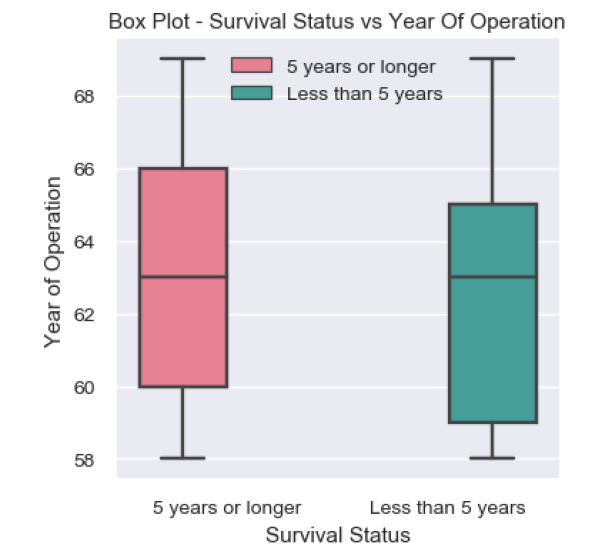 Box Plot - Survival Status vs Year Of Operation
5 years or longer
Less than 5 years
68
66
64
62
60
58
Year of Operation
5 years or longer
Less than 5 years
Survival Status